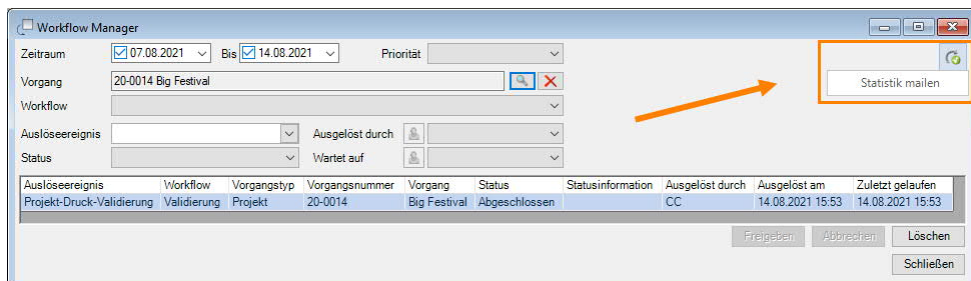 Workflow Manager
Zeitraum 07.08.2021 Bis 14.08.2021 Priorität
Vorgang 20-0014 Big Festival
Statistik mailen
Workflow
Auslöseereignis Ausgelöst durch
Status Wartet auf
Auslöseereignis Workflow Vorgangstyp Vorgangsnummer Vorgang Status Statusinformation Ausgelöst durch Ausgelöst am Zuletzt gelaufen
Projekt-Druck-Validierung Validierung Projekt 20-0014 Big Festival Abgeschlossen CC 14.08.2021 15:53 14.08.2021 15:53
Freigeben Abbrechen Löschen
Schließen